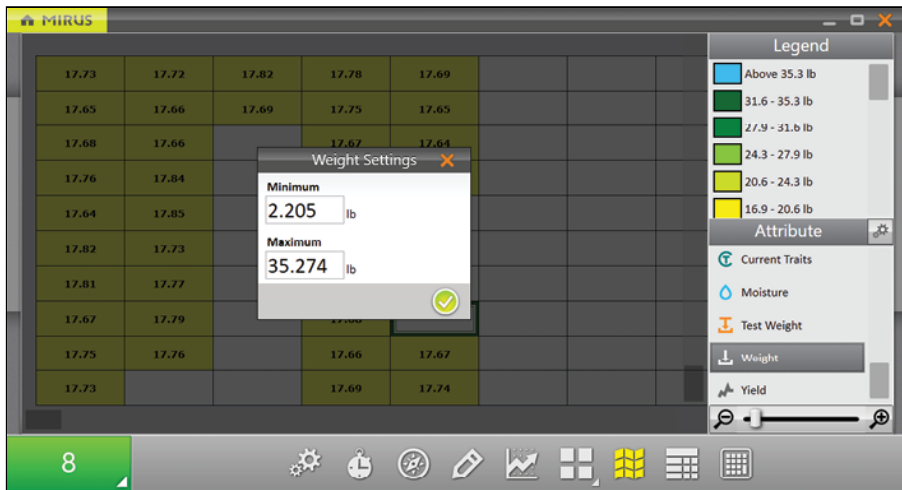 MIRUS
17.73 17.72 17.82 17.78 17.69
17.65 17.66 17.69 17.75 17.65
17.68 17.66 17.67 17.64
17.76 17.84
17.64 17.85
17.82 17.73
17.81 17.77
17.67 17.79
17.75 17.76 17.66 17.67
17.73 17.69 17.74
Weight Settings
Minimum
2.205 lb
Maximum
35.274 lb
Legend
Above 35.3 lb
31.6 - 35.3 lb
27.9 - 31.6 lb
24.3 - 27.9 lb
20.6 - 24.3 lb
16.9 - 20.6 lb
Attribute
Current Traits
Moisture
Test Weight
Weight
Yield
8